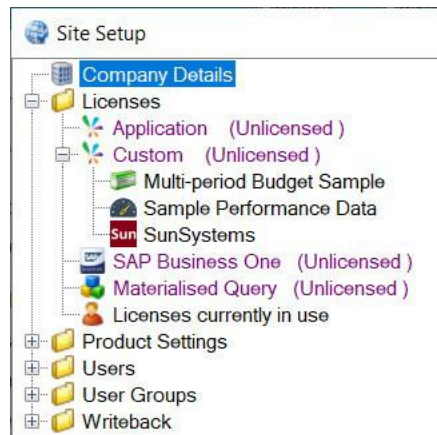 Site Setup
Company Details
Licenses
Application (Unlicensed )
Custom (Unlicensed )
Multi-period Budget Sample
Sample Performance Data
Sun SunSystems
SAP SAP Business One (Unlicensed )
Materialised Query (Unlicensed )
Licenses currently in use
Product Settings
Users
User Groups
Writeback